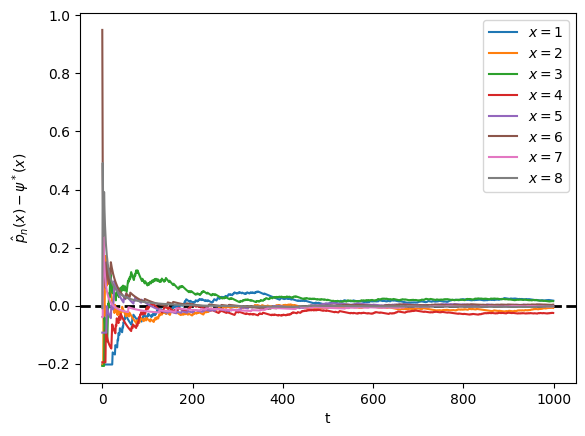 1.0
0.8
0.6
0.4
0.2
0.0
−0.2
p̂ₙ(x) − ψ*(x)
0
200
400
600
800
1000
t
x = 1
x = 2
x = 3
x = 4
x = 5
x = 6
x = 7
x = 8